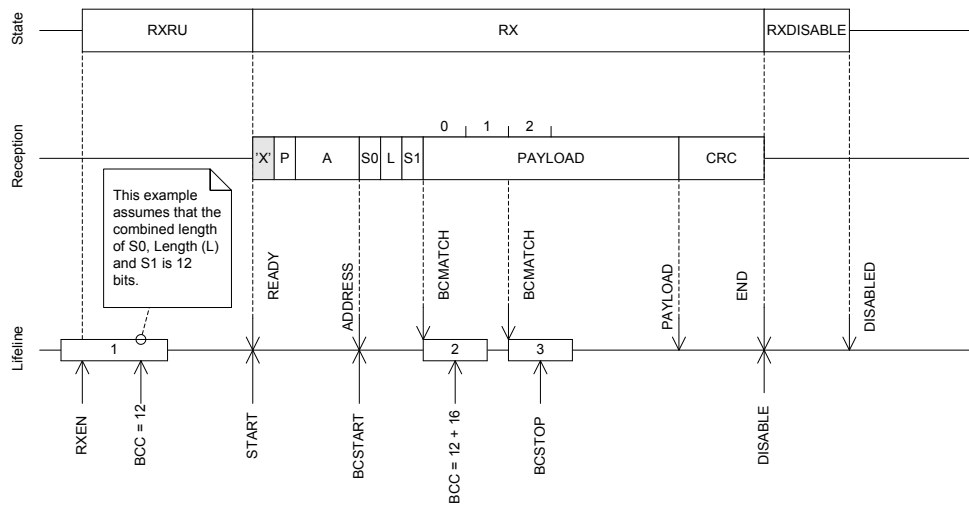 State
RXRU
RX
RXDISABLE
0
1
2
Reception
'X'
P
A
S0
L
S1
PAYLOAD
CRC
This example
assumes that the
combined length
of S0, Length (L)
and S1 is 12
bits.
READY
ADDRESS
BCMATCH
BCMATCH
PAYLOAD
END
DISABLED
Lifeline
1
2
3
RXEN
BCC = 12
START
BCSTART
BCC = 12 + 16
BCSTOP
DISABLE